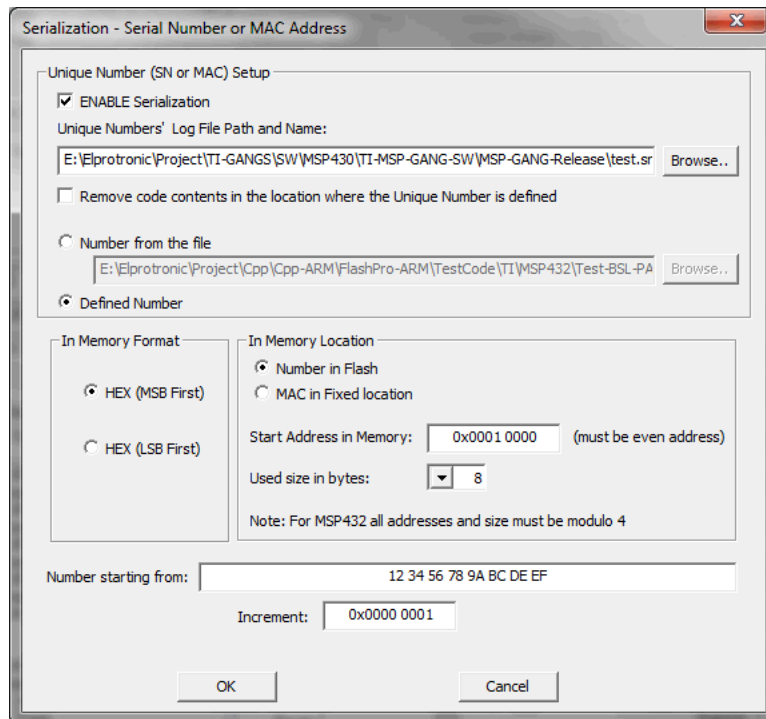 Serialization - Serial Number or MAC Address
Unique Number (SN or MAC) Setup
ENABLE Serialization
Unique Numbers' Log File Path and Name:
E:\Elprotronic\Project\TI-GANGS\SW\MSP430\TI-MSP-GANG-SW\MSP-GANG-Release\test.sr Browse..
Remove code contents in the location where the Unique Number is defined
Number from the file
E:\Elprotronic\Project\Cpp\Cpp-ARM\FlashPro-ARM\TestCode\TI\MSP432\Test-BSL-PA Browse..
Defined Number
In Memory Format
HEX (MSB First)
HEX (LSB First)
In Memory Location
Number in Flash
MAC in Fixed location
Start Address in Memory: 0x0001 0000 (must be even address)
Used size in bytes: 8
Note: For MSP432 all addresses and size must be modulo 4
Number starting from: 12 34 56 78 9A BC DE EF
Increment: 0x0000 0001
OK Cancel